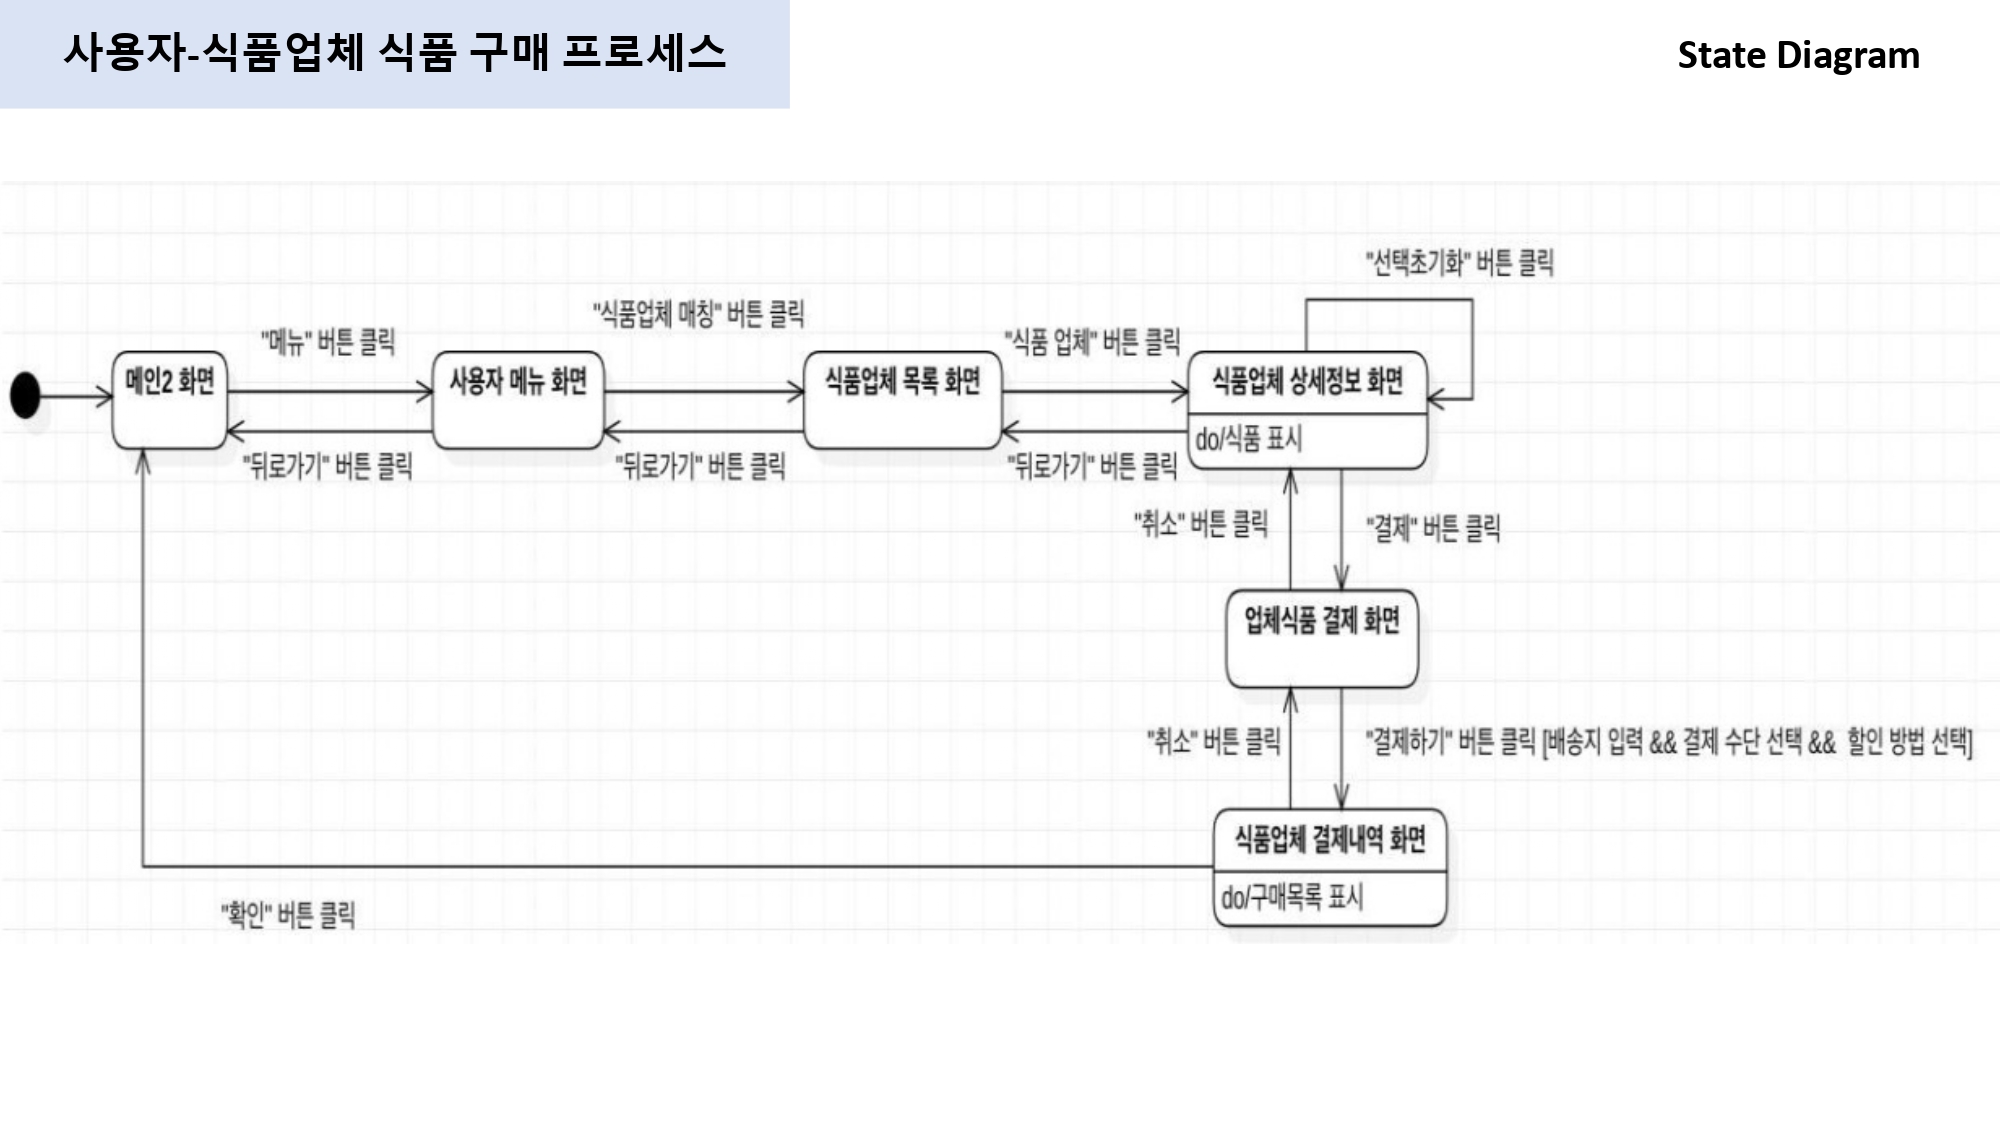 사용자-식품업체 식품 구매 프로세스
State Diagram
"선택초기화" 버튼 클릭
"메뉴" 버튼 클릭
"식품업체 매칭" 버튼 클릭
"식품 업체" 버튼 클릭
메인2 화면
사용자 메뉴 화면
식품업체 목록 화면
식품업체 상세정보 화면
do/식품 표시
"뒤로가기" 버튼 클릭
"뒤로가기" 버튼 클릭
"뒤로가기" 버튼 클릭
"취소" 버튼 클릭
"결제" 버튼 클릭
업체식품 결제 화면
"취소" 버튼 클릭
"결제하기" 버튼 클릭 [배송지 입력 && 결제 수단 선택 &&  할인 방법 선택]
식품업체 결제내역 화면
do/구매목록 표시
"확인" 버튼 클릭